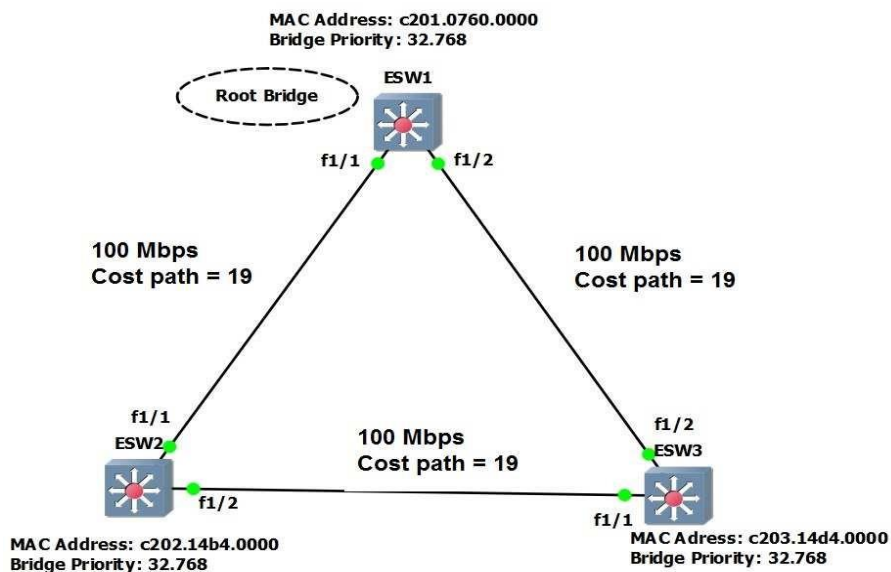 MAC Address: c201.0760.0000
Bridge Priority: 32.768
ESW1
Root Bridge
f1/1
f1/2
100 Mbps
Cost path = 19
100 Mbps
Cost path = 19
f1/1
ESW2
f1/2
100 Mbps
Cost path = 19
f1/2
ESW3
f1/1
MAC Adress: c202.14b4.0000
Bridge Priority: 32.768
MAC Adress: c203.14d4.0000
Bridge Priority: 32.768